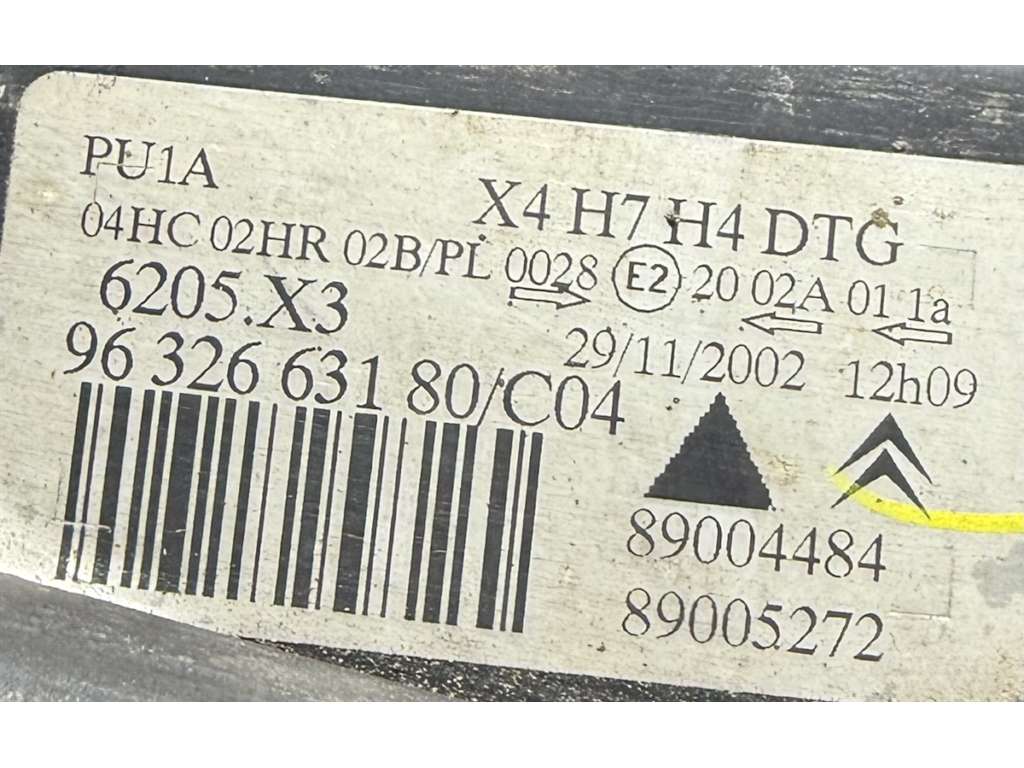 PU1A
X4 H7 H4 DTG
04HC 02HR 02B/PL 0028 E2 20 02A 01 1a
6205.X3
29/11/2002 12h09
96 326 631 80/C04
89004484
89005272